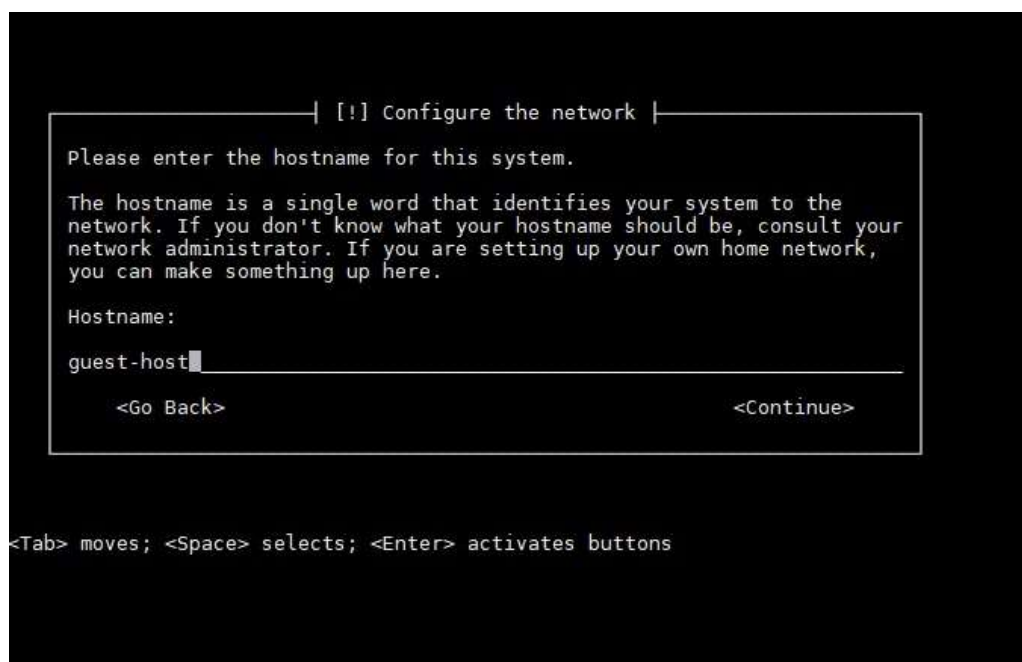 [!] Configure the network
Please enter the hostname for this system.
The hostname is a single word that identifies your system to the
network. If you don't know what your hostname should be, consult your
network administrator. If you are setting up your own home network,
you can make something up here.
Hostname:
guest-host
<Go Back> <Continue>
<Tab> moves; <Space> selects; <Enter> activates buttons